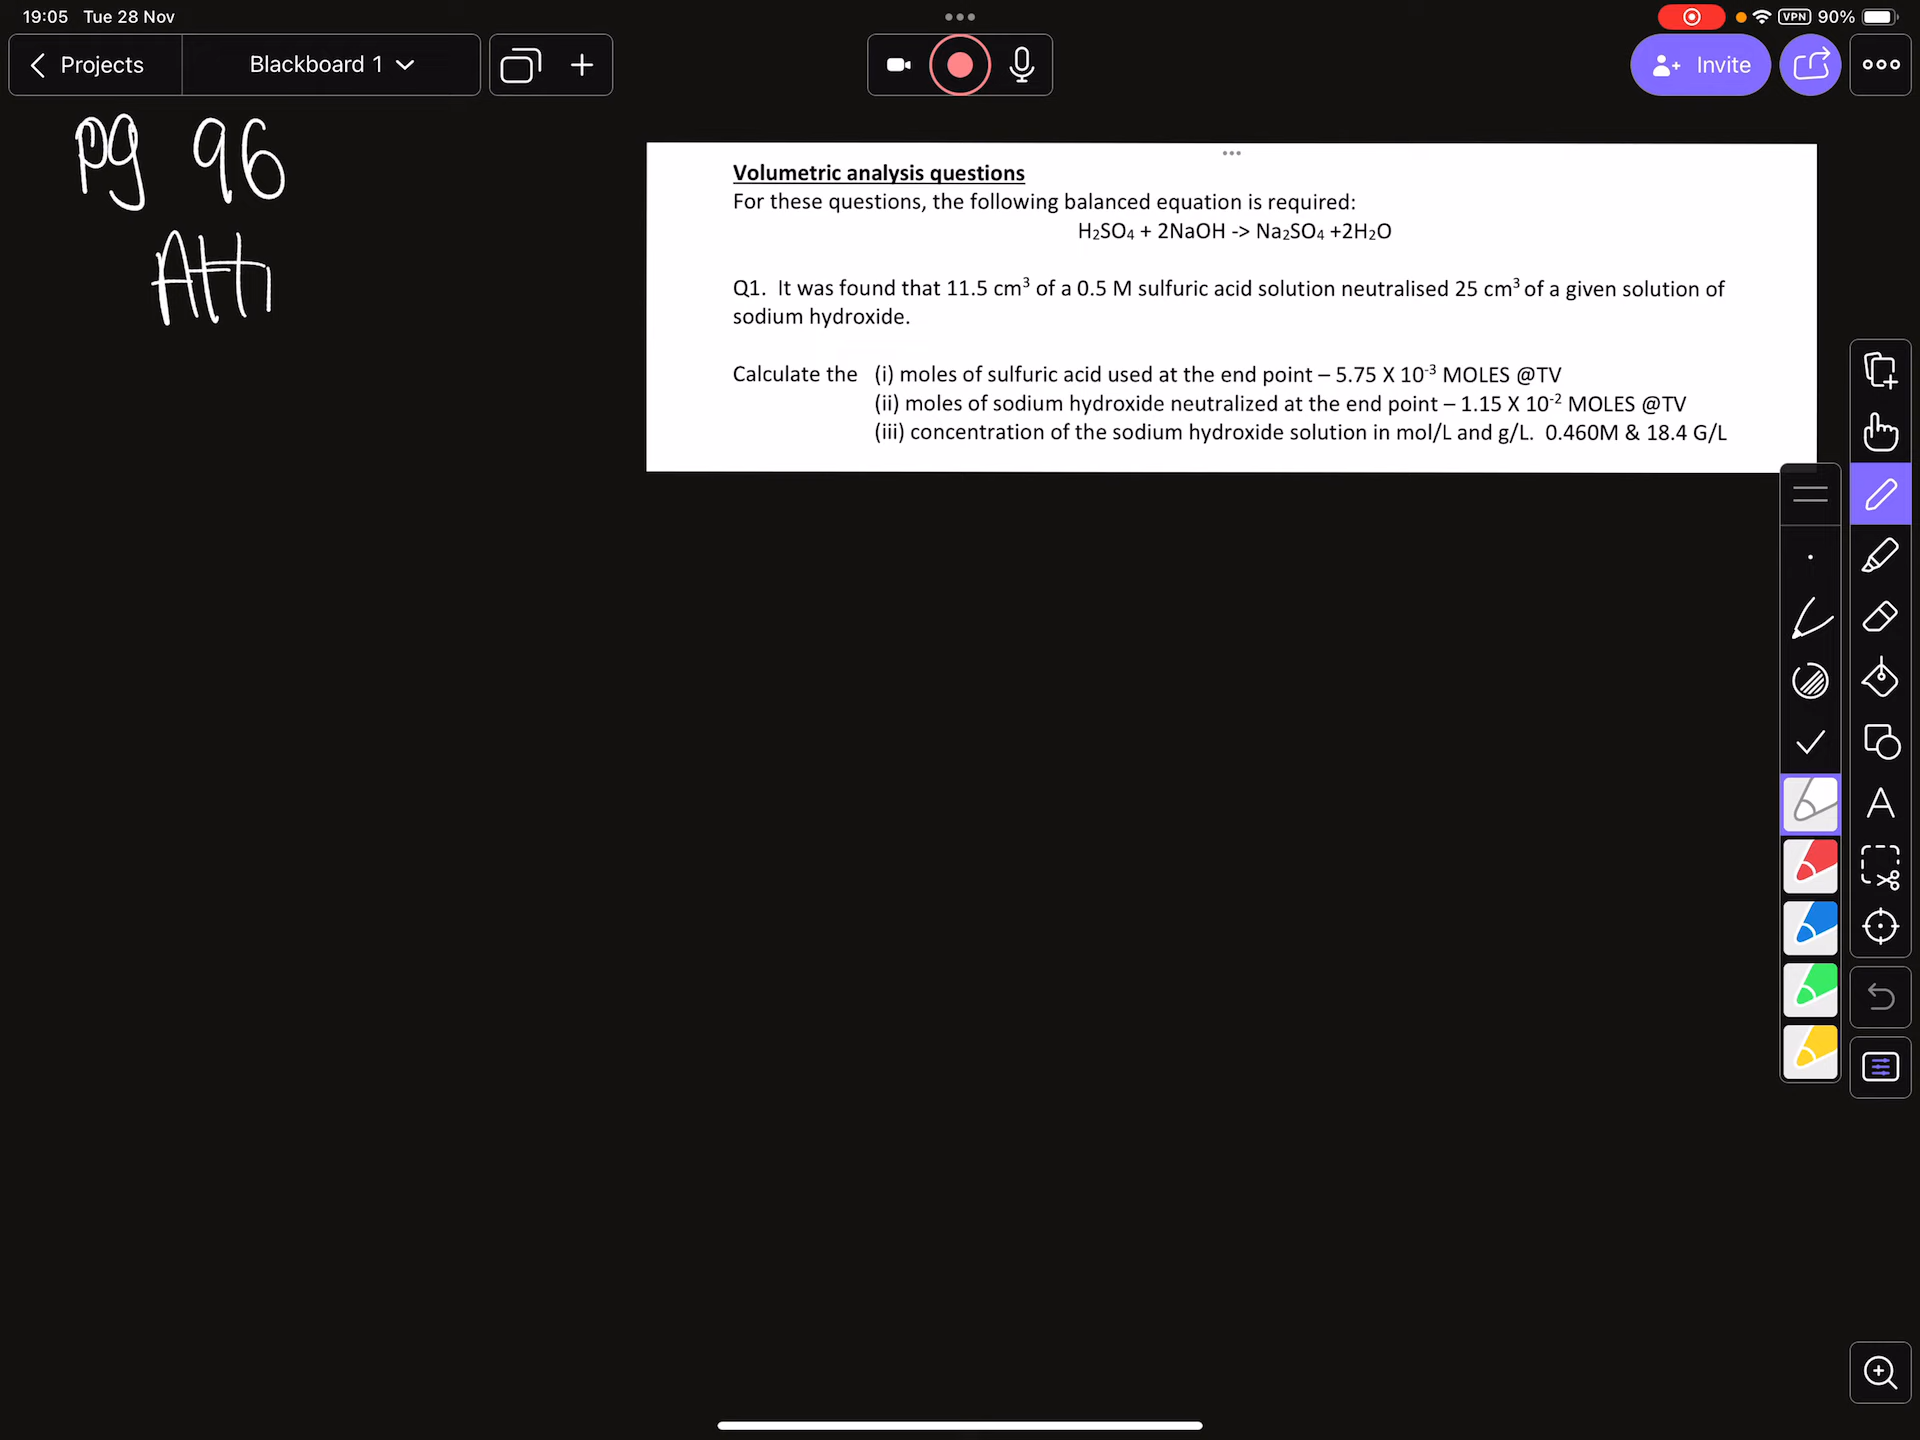 19:05 Tue 28 Nov
VPN 90%
Projects
Blackboard 1
Invite
pg 96
Volumetric analysis questions
For these questions, the following balanced equation is required:
H₂SO₄ + 2NaOH -> Na₂SO₄ +2H₂O
Q1. It was found that 11.5 cm³ of a 0.5 M sulfuric acid solution neutralised 25 cm³ of a given solution of
sodium hydroxide.
Calculate the (i) moles of sulfuric acid used at the end point – 5.75 X 10⁻³ MOLES @TV
(ii) moles of sodium hydroxide neutralized at the end point – 1.15 X 10⁻² MOLES @TV
(iii) concentration of the sodium hydroxide solution in mol/L and g/L. 0.460M & 18.4 G/L
A